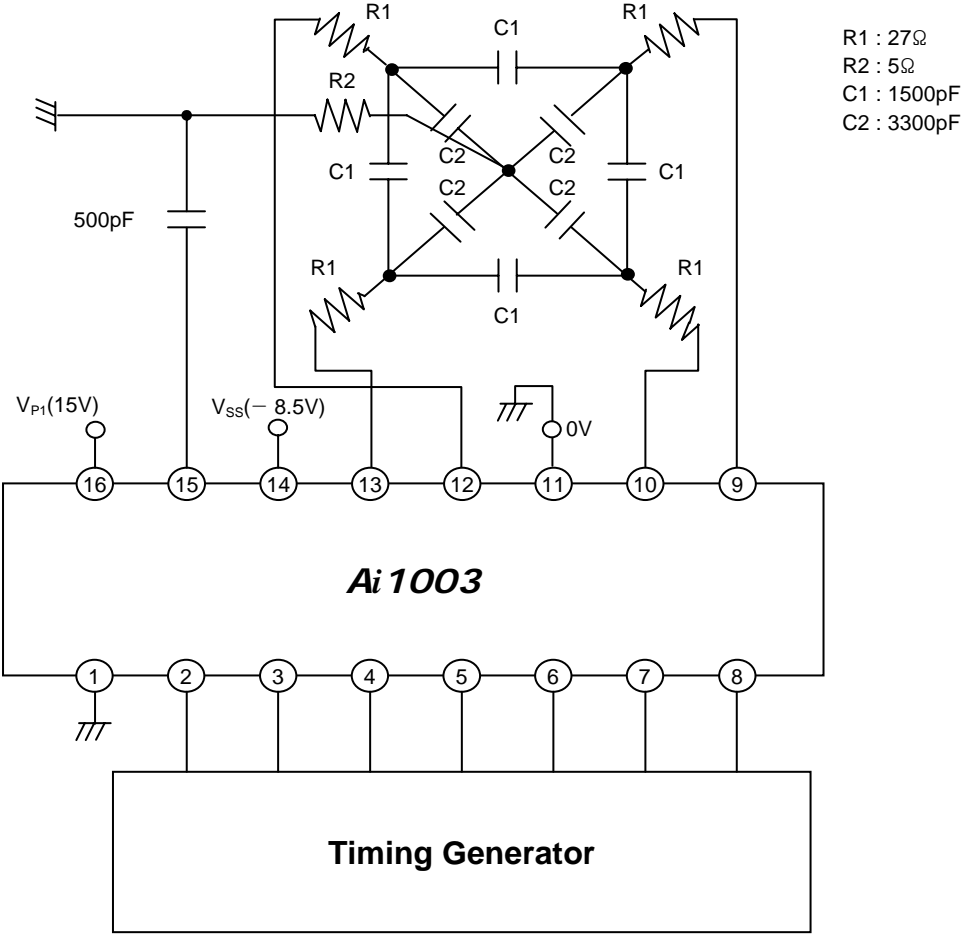 R1
C1
R1
R1 : 27Ω
R2 : 5Ω
C1 : 1500pF
C2 : 3300pF
R2
C2
C2
C1
C1
C2
C2
500pF
R1
R1
C1
V_P1(15V)
V_SS(− 8.5V)
0V
16
15
14
13
12
11
10
9
Ai 1003
1
2
3
4
5
6
7
8
Timing Generator